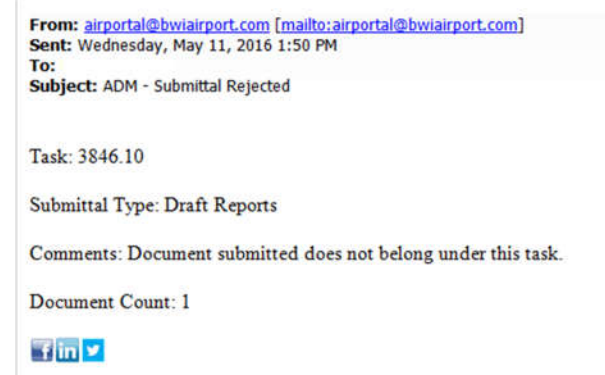 From: airportal@bwiairport.com [mailto:airportal@bwiairport.com]
Sent: Wednesday, May 11, 2016 1:50 PM
To:
Subject: ADM - Submittal Rejected
Task: 3846.10
Submittal Type: Draft Reports
Comments: Document submitted does not belong under this task.
Document Count: 1
f in